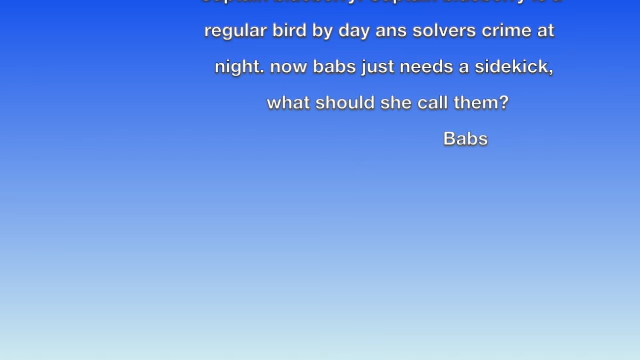 regular bird by day ans solvers crime at
night. now babs just needs a sidekick,
what should she call them?
Babs